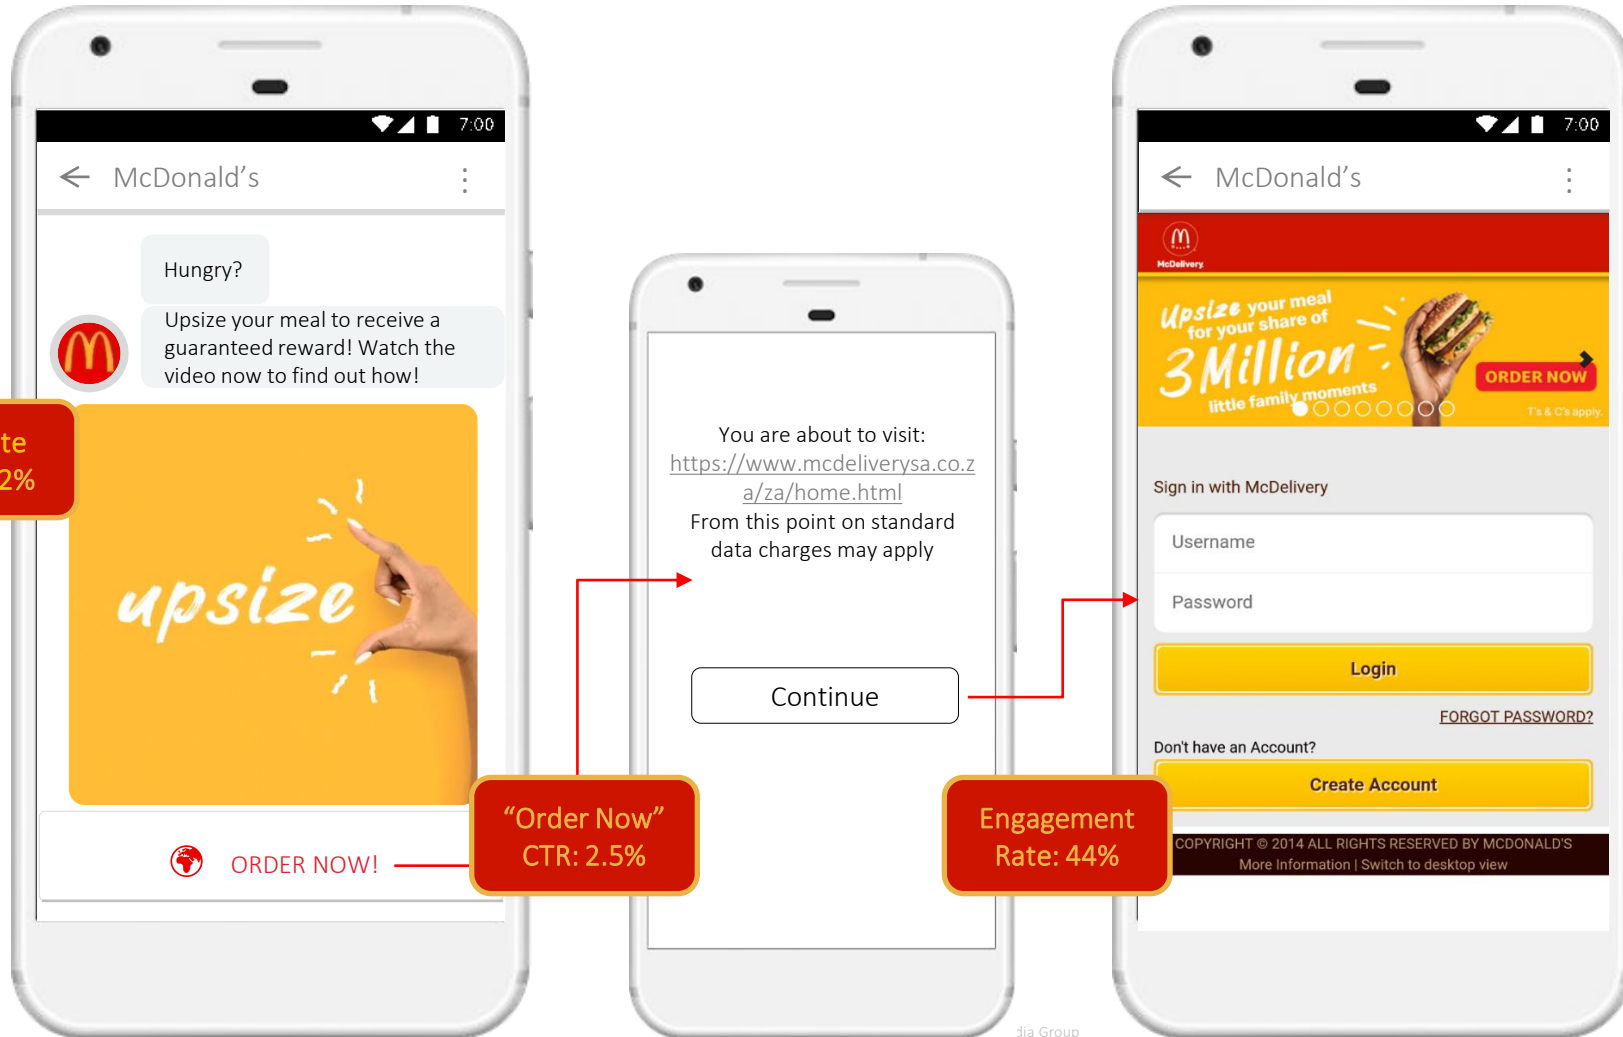 7:00
McDonald's
Hungry?
Upsize your meal to receive a
guaranteed reward! Watch the
video now to find out how!
te
2%
upsize
ORDER NOW!
"Order Now"
CTR: 2.5%
You are about to visit:
https://www.mcdeliverysa.co.z
a/za/home.html
From this point on standard
data charges may apply
Continue
Engagement
Rate: 44%
7:00
McDonald's
McDelivery
Upsize your meal
for your share of
3 Million
little family moments
ORDER NOW
T's & C's apply.
Sign in with McDelivery
Username
Password
Login
FORGOT PASSWORD?
Don't have an Account?
Create Account
COPYRIGHT © 2014 ALL RIGHTS RESERVED BY MCDONALD'S
More Information | Switch to desktop view
dia Group